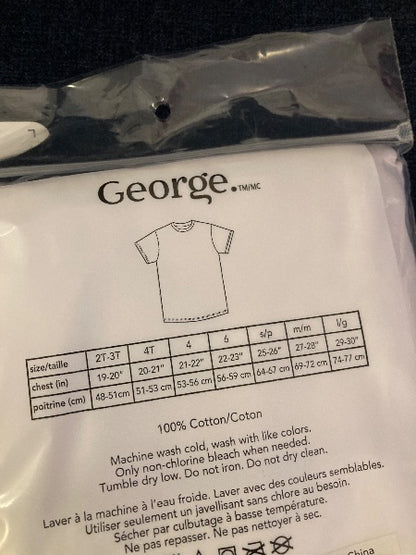 George.TM/MC
size/taille 2T-3T 4T 4 6 s/p m/m l/g
chest (in) 19-20" 20-21" 21-22" 22-23" 25-26" 27-28" 29-30"
poitrine (cm) 48-51cm 51-53 cm 53-56 cm 56-59 cm 64-67 cm 69-72 cm 74-77 cm
100% Cotton/Coton
Machine wash cold, wash with like colors.
Only non-chlorine bleach when needed.
Tumble dry low. Do not iron. Do not dry clean.
Laver à la machine à l'eau froide. Laver avec des couleurs semblables.
Utiliser seulement un javellisant sans chlore au besoin.
Sécher par culbutage à basse température.
Ne pas repasser. Ne pas nettoyer à sec.
China